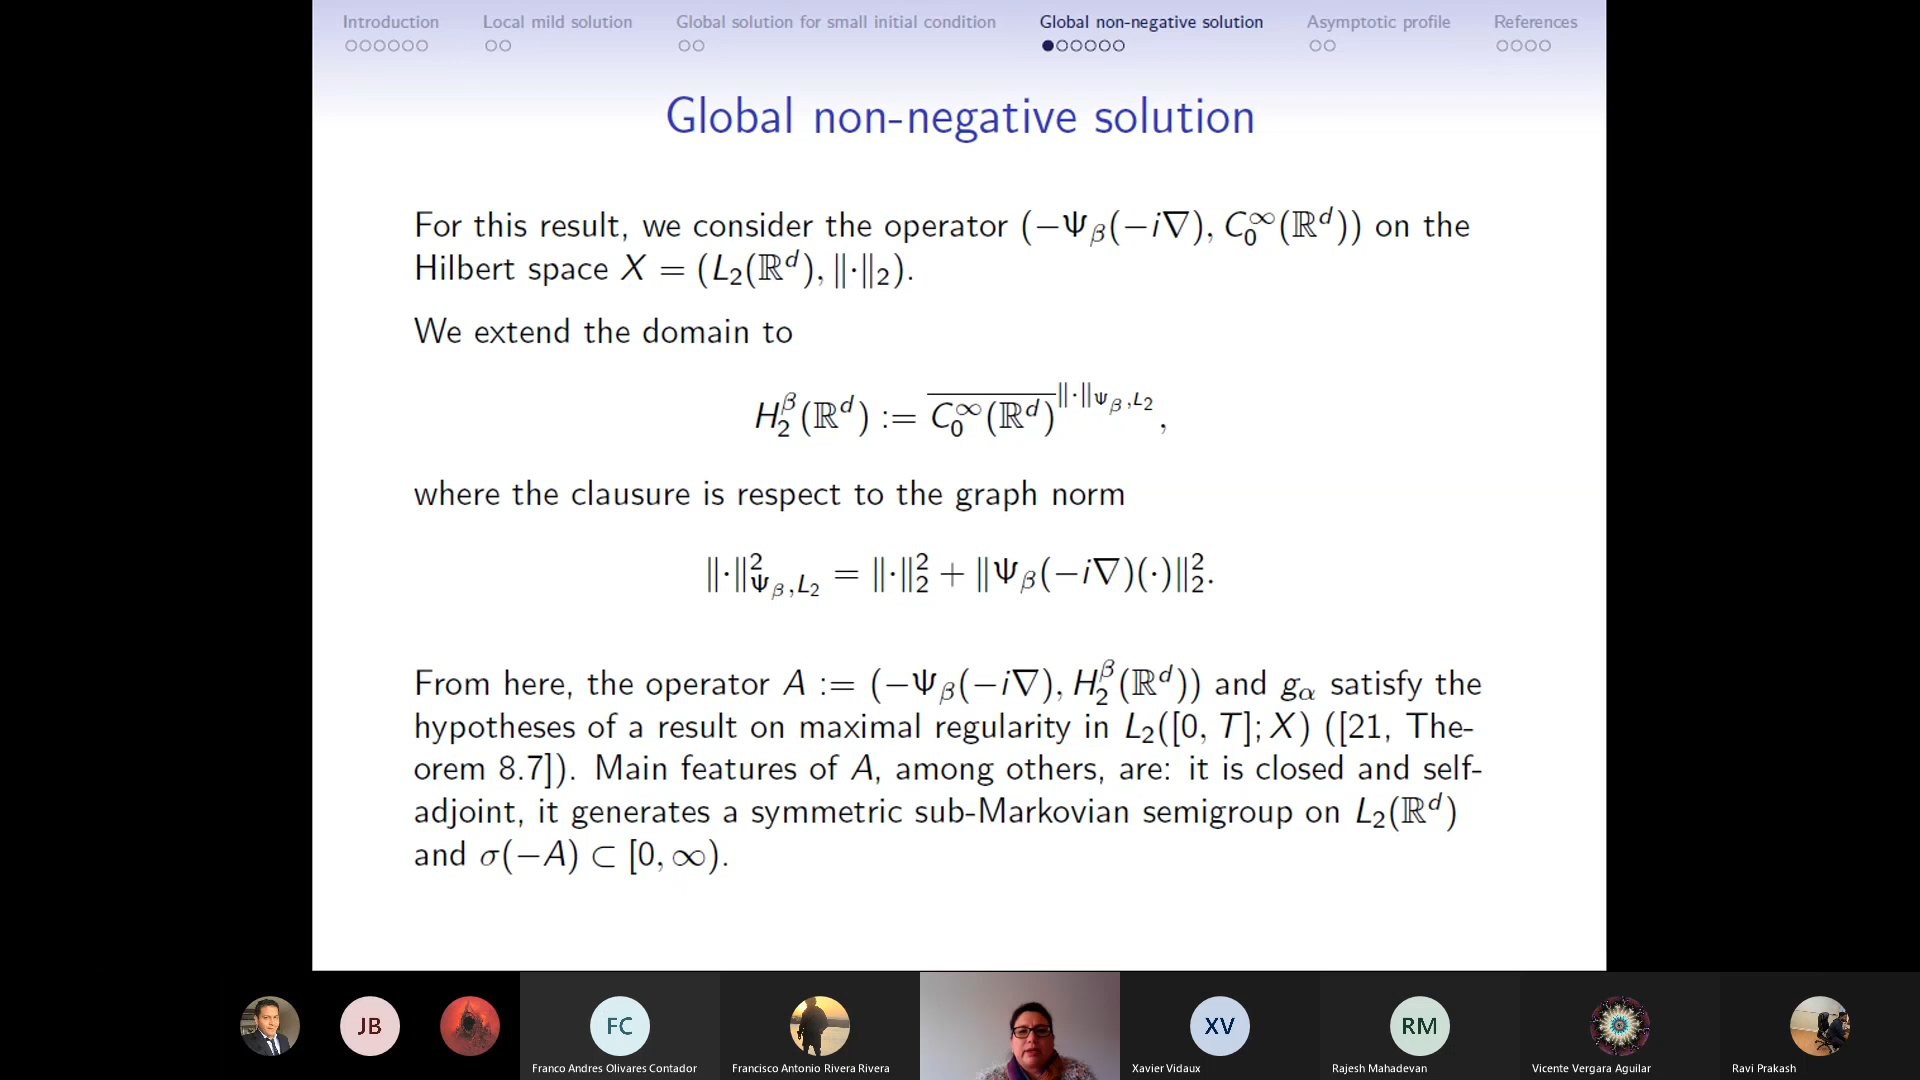 Introduction Local mild solution Global solution for small initial condition Global non-negative solution Asymptotic profile References
Global non-negative solution
For this result, we consider the operator (−Ψ_β(−i∇), C_0^∞(ℝ^d)) on the
Hilbert space X = (L_2(ℝ^d), ‖·‖_2).
We extend the domain to
H_2^β(ℝ^d) := \overline{C_0^∞(ℝ^d)}^{‖·‖_{Ψ_β,L_2}},
where the clausure is respect to the graph norm
‖·‖^2_{Ψ_β,L_2} = ‖·‖_2^2 + ‖Ψ_β(−i∇)(·)‖_2^2.
From here, the operator A := (−Ψ_β(−i∇), H_2^β(ℝ^d)) and g_α satisfy the
hypotheses of a result on maximal regularity in L_2([0, T]; X) ([21, The-
orem 8.7]). Main features of A, among others, are: it is closed and self-
adjoint, it generates a symmetric sub-Markovian semigroup on L_2(ℝ^d)
and σ(−A) ⊂ [0, ∞).
JB FC XV RM
Franco Andres Olivares Contador Francisco Antonio Rivera Rivera Xavier Vidaux Rajesh Mahadevan Vicente Vergara Aguilar Ravi Prakash